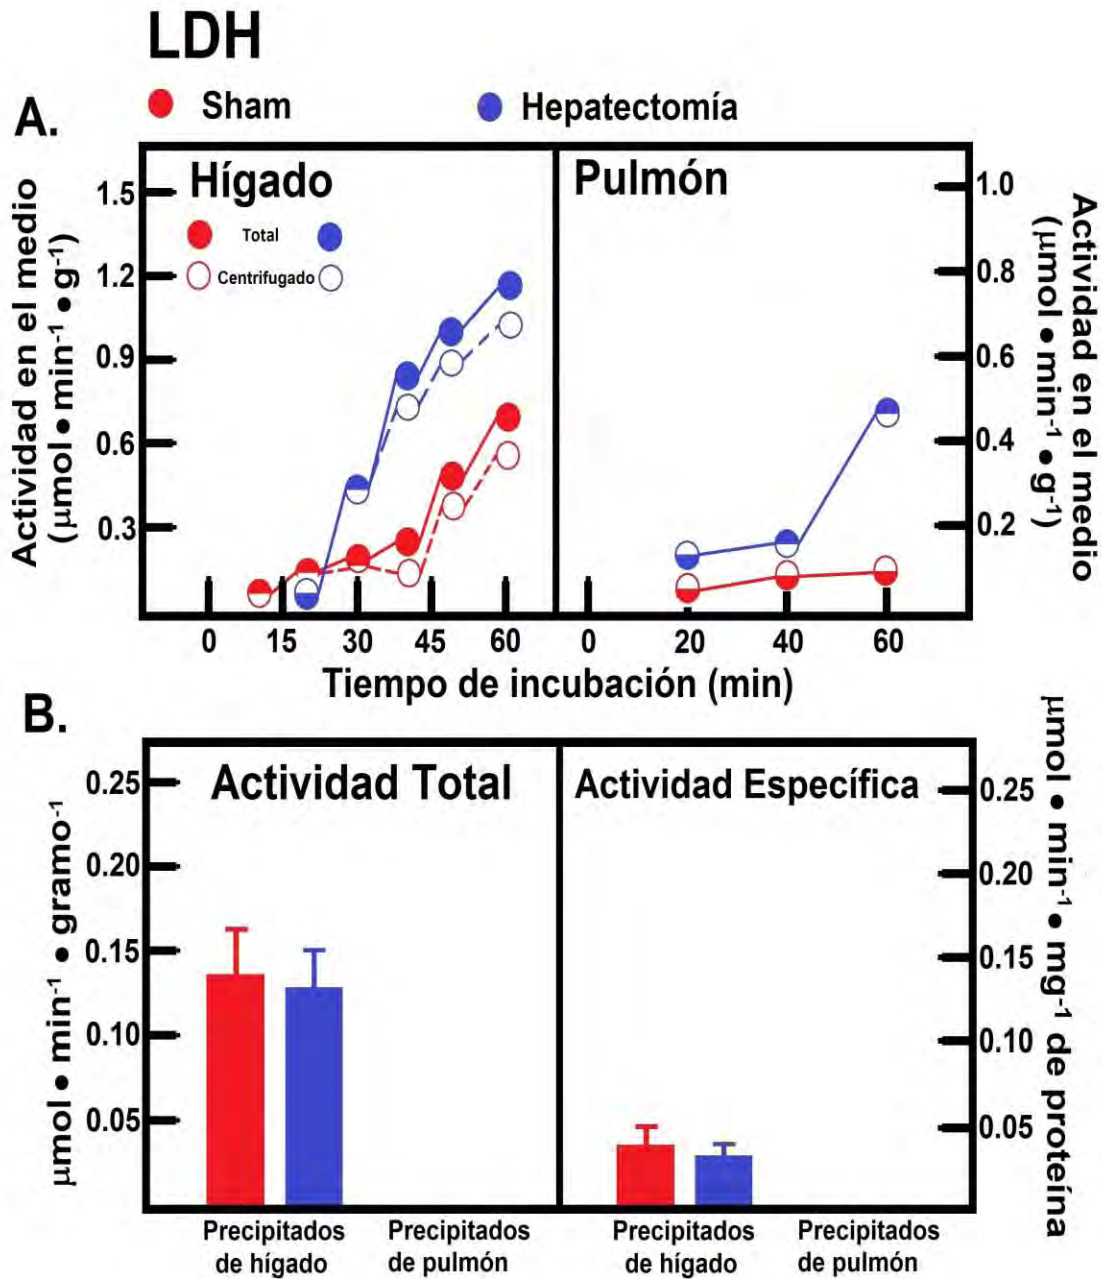 LDH
Sham
Hepatectomía
A.
Hígado
Total
Centrifugado
Pulmón
Actividad en el medio
(μmol • min-1 • g-1)
1.5
1.2
0.9
0.6
0.3
1.0
0.8
0.6
0.4
0.2
Actividad en el medio
(μmol • min-1 • g-1)
0 15 30 45 60
0 20 40 60
Tiempo de incubación (min)
B.
Actividad Total
Actividad Específica
μmol • min-1 • gramo-1
0.25
0.20
0.15
0.10
0.05
0.25
0.20
0.15
0.10
0.05
μmol • min-1 • mg-1 de proteína
Precipitados
de hígado
Precipitados
de pulmón
Precipitados
de hígado
Precipitados
de pulmón